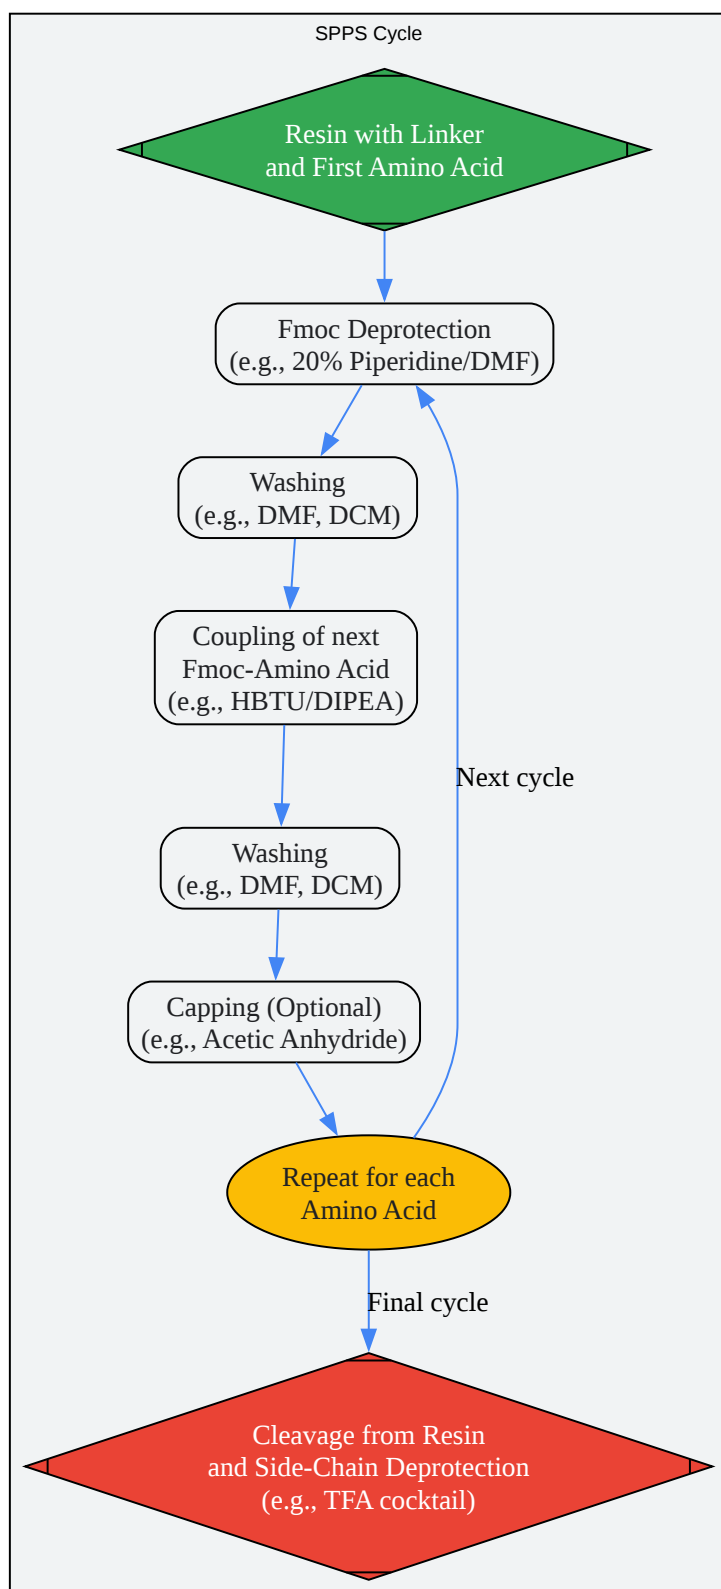 SPPS Cycle
Resin with Linker
and First Amino Acid
Fmoc Deprotection
(e.g., 20% Piperidine/DMF)
Washing
(e.g., DMF, DCM)
Coupling of next
Fmoc-Amino Acid
(e.g., HBTU/DIPEA)
Next cycle
Washing
(e.g., DMF, DCM)
Capping (Optional)
(e.g., Acetic Anhydride)
Repeat for each
Amino Acid
Final cycle
Cleavage from Resin
and Side-Chain Deprotection
(e.g., TFA cocktail)